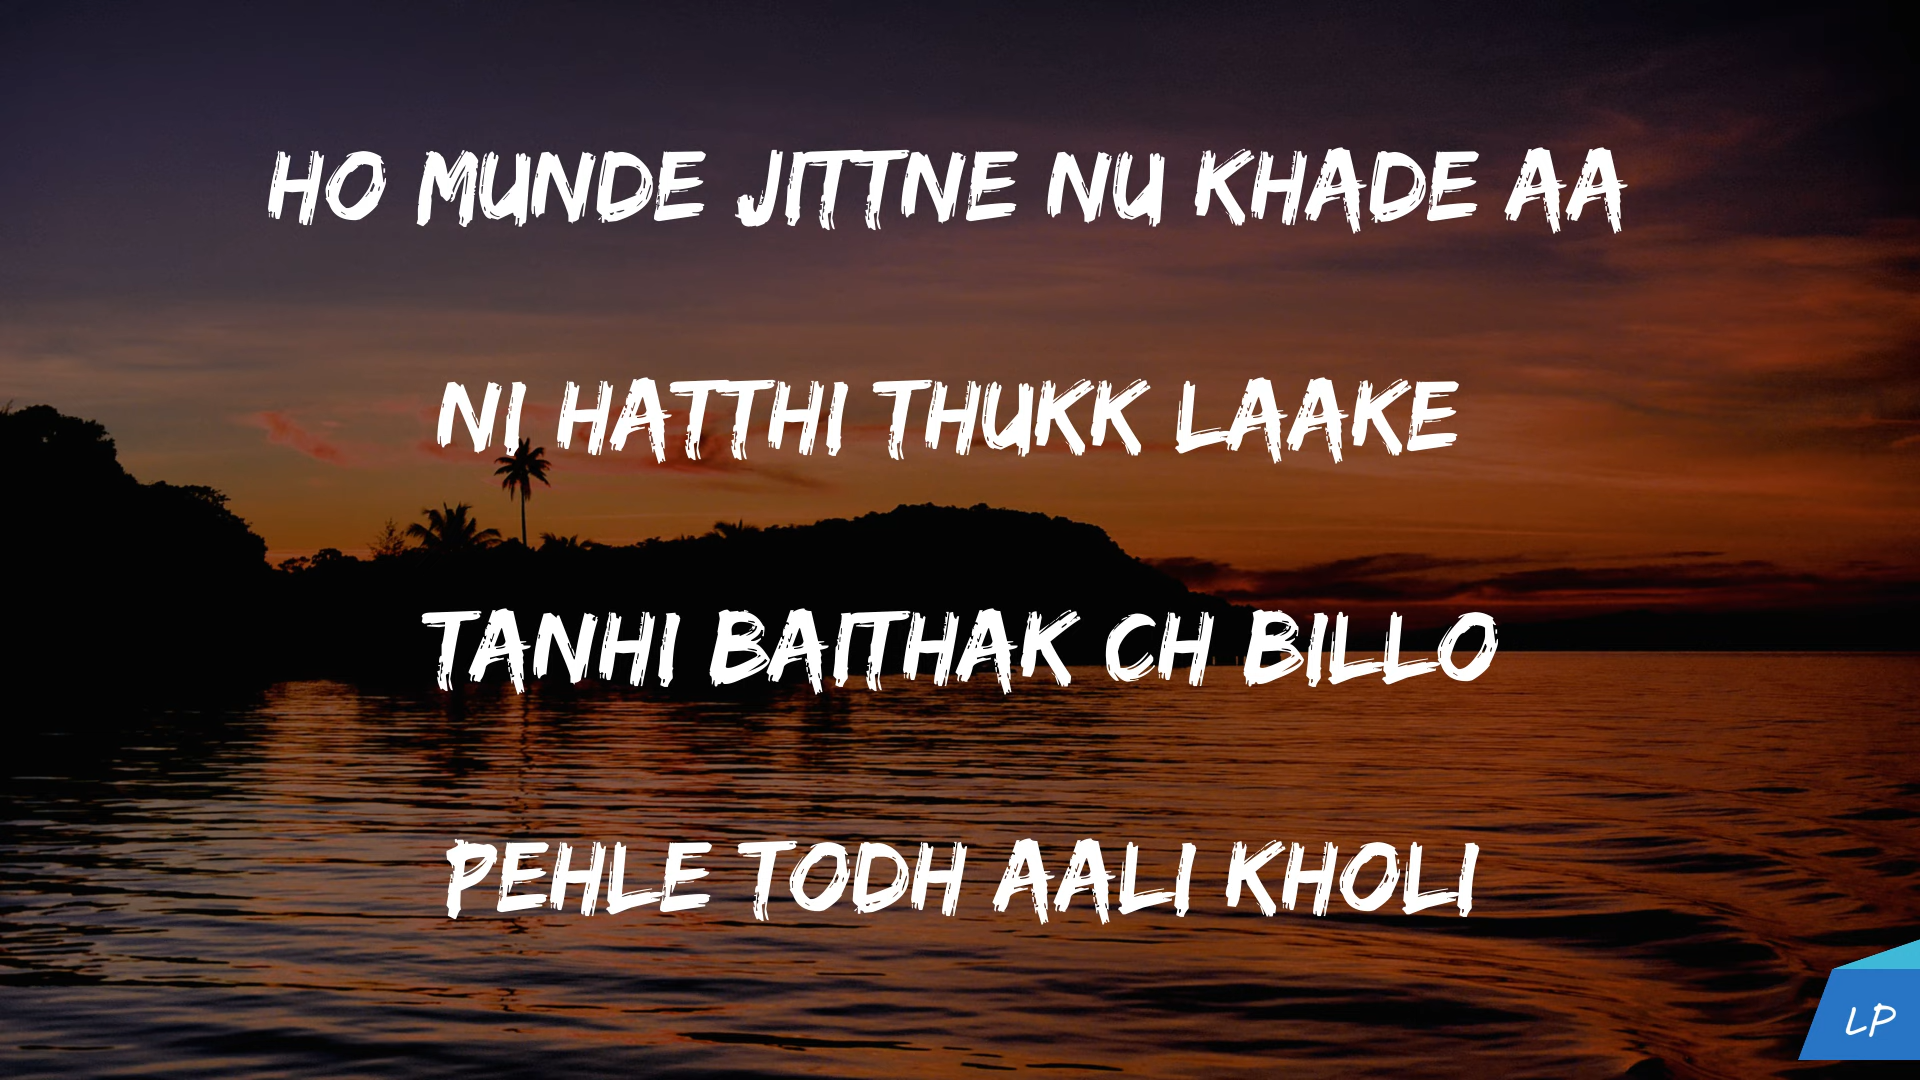 HO MUNDE JITTNE NU KHADE AA
NI HATTHI THUKK LAAKE
TANHI BAITHAK CH BILLO
PEHLE TODH AALI KHOLI
LP